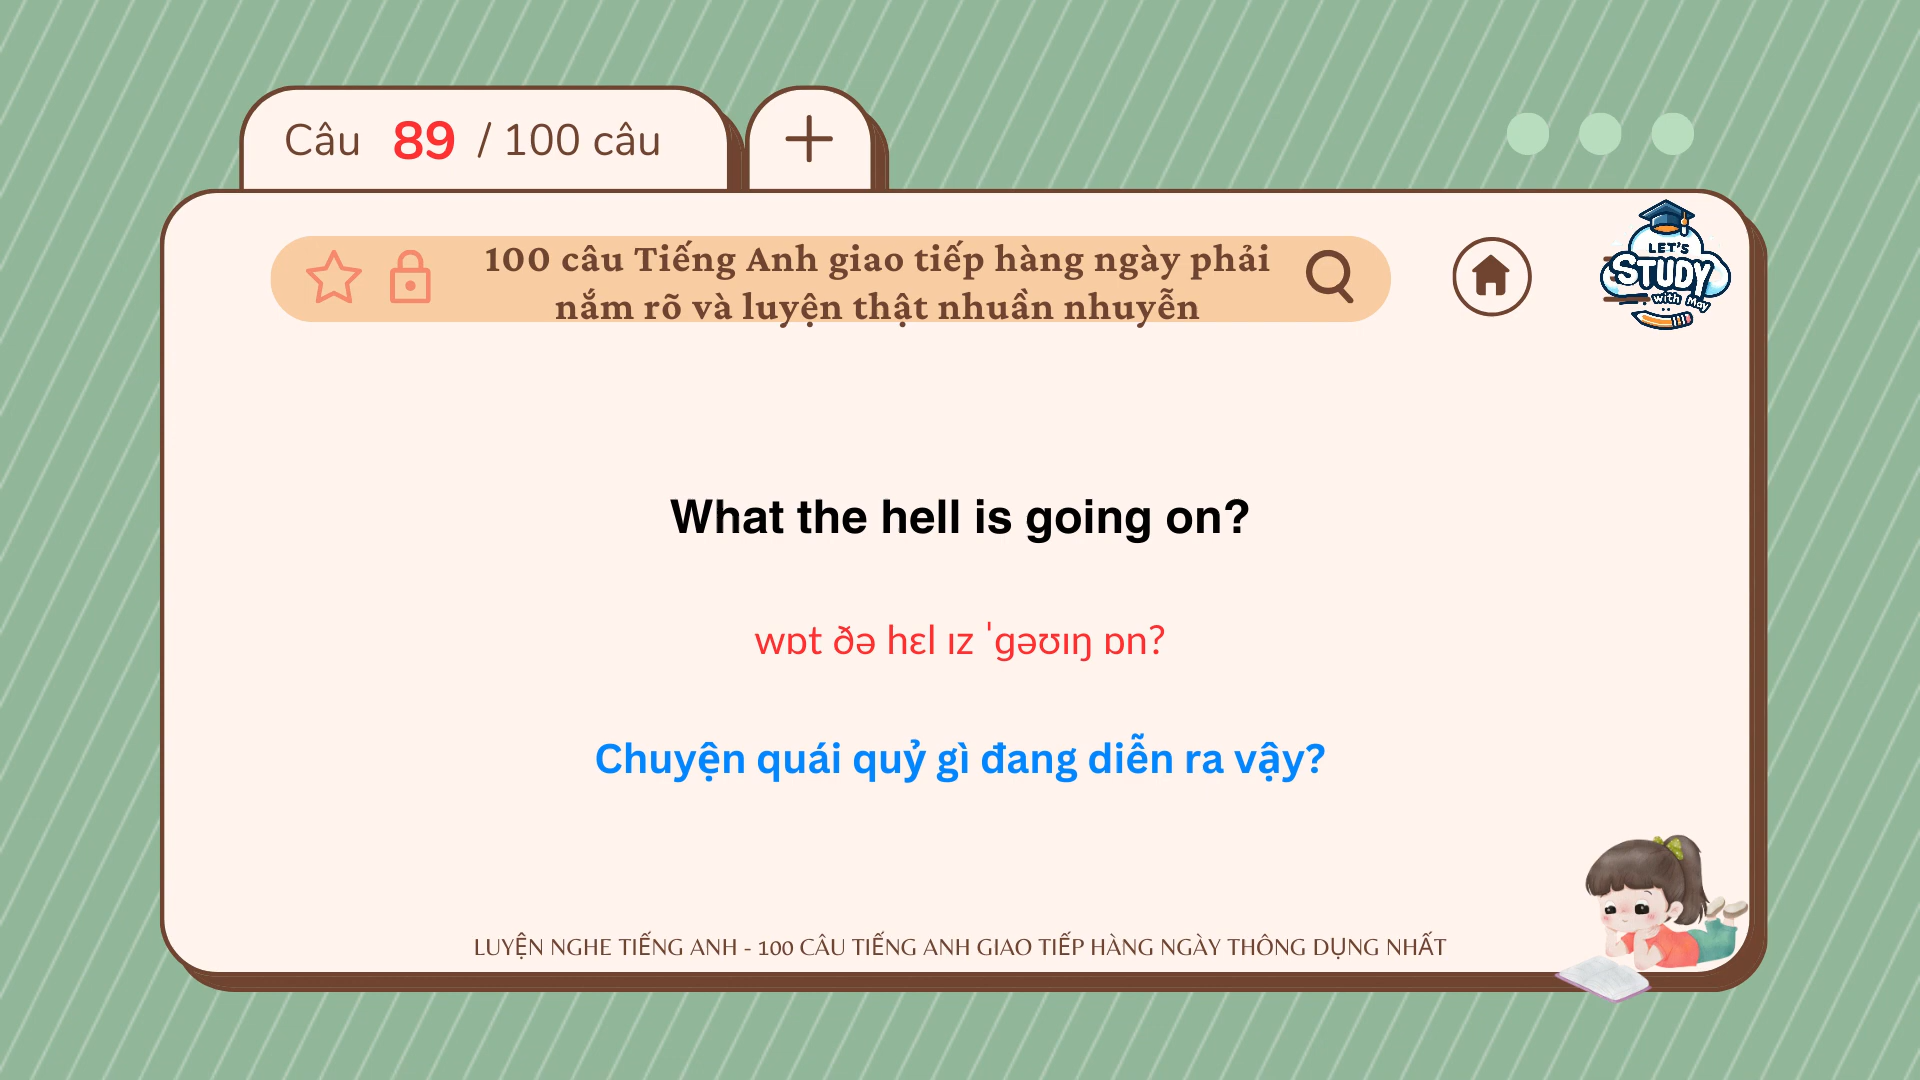 Câu 89 / 100 câu
100 câu Tiếng Anh giao tiếp hàng ngày phải
nắm rõ và luyện thật nhuần nhuyễn
LET'S
STUDY
with May
What the hell is going on?
wɒt ðə hɛl ɪz ˈgəʊɪŋ ɒn?
Chuyện quái quỷ gì đang diễn ra vậy?
LUYỆN NGHE TIẾNG ANH - 100 CÂU TIẾNG ANH GIAO TIẾP HÀNG NGÀY THÔNG DỤNG NHẤT